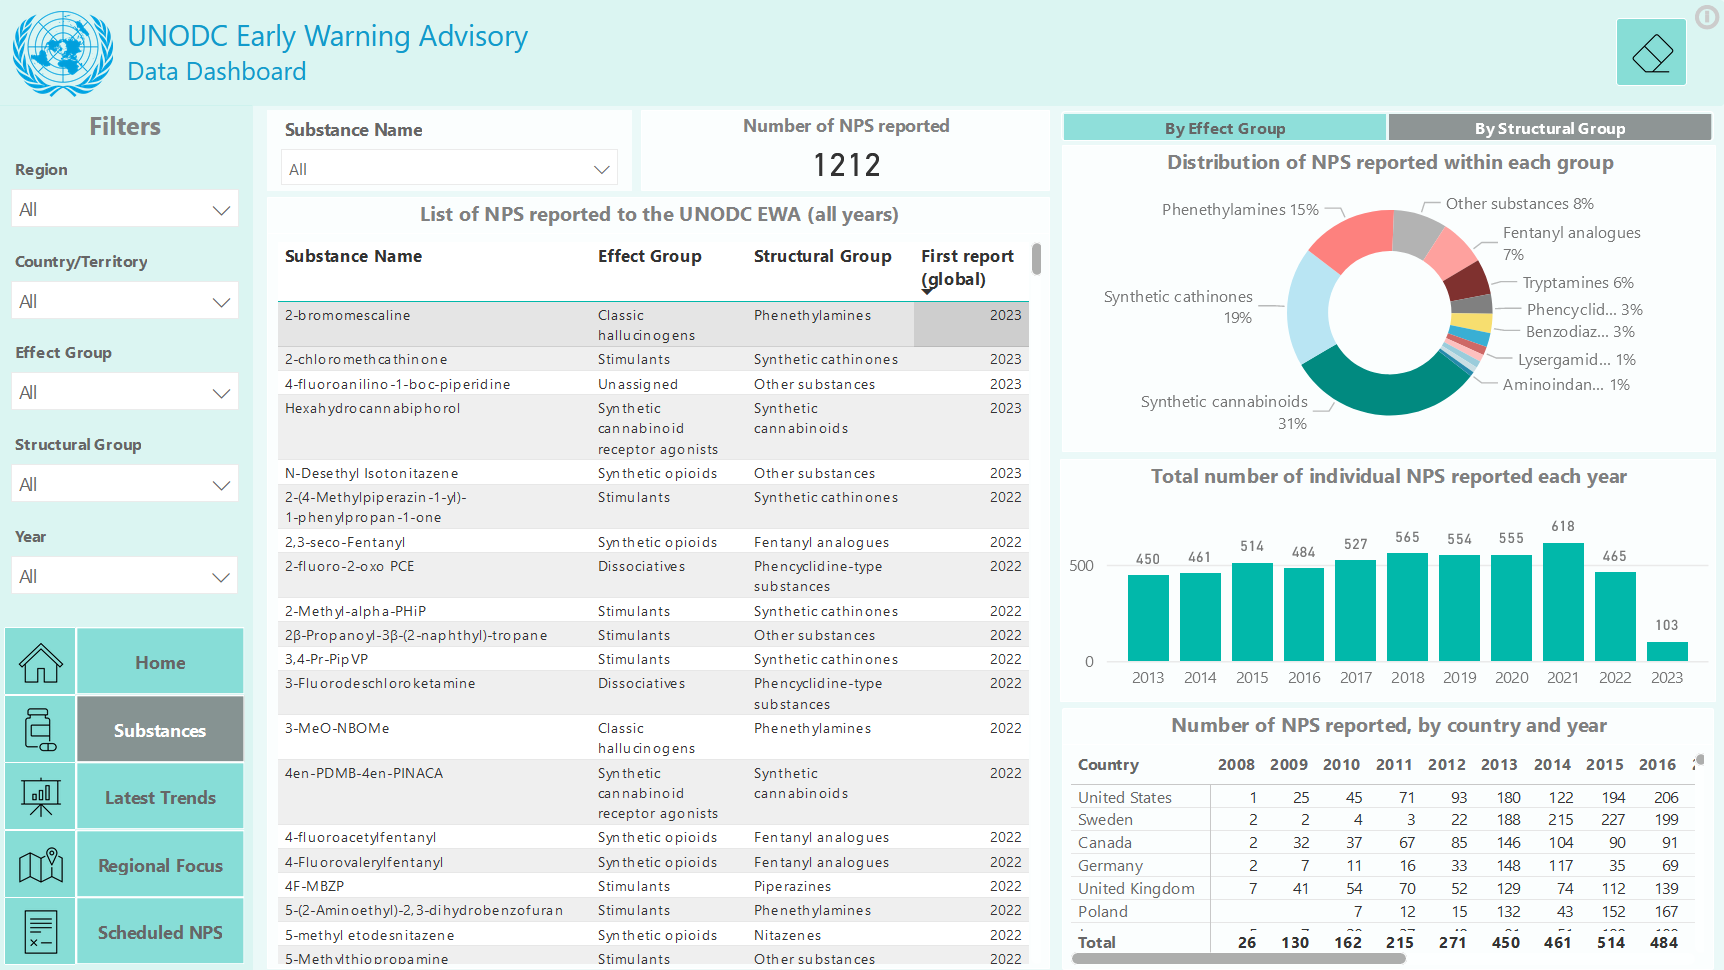 UNODC Early Warning Advisory
Data Dashboard
Filters
Region
All
Country/Territory
All
Effect Group
All
Structural Group
All
Year
All
Home
Substances
Latest Trends
Regional Focus
Scheduled NPS
Substance Name
All
Number of NPS reported
1212
List of NPS reported to the UNODC EWA (all years)
Substance Name Effect Group Structural Group First report
(global)
2-bromomescaline Classic Phenethylamines 2023
hallucinogens
2-chloromethcathinone Stimulants Synthetic cathinones 2023
4-fluoroanilino-1-boc-piperidine Unassigned Other substances 2023
Hexahydrocannabiphorol Synthetic Synthetic 2023
cannabinoid cannabinoids
receptor agonists
N-Desethyl Isotonitazene Synthetic opioids Other substances 2023
2-(4-Methylpiperazin-1-yl)- Stimulants Synthetic cathinones 2022
1-phenylpropan-1-one
2,3-seco-Fentanyl Synthetic opioids Fentanyl analogues 2022
2-fluoro-2-oxo PCE Dissociatives Phencyclidine-type 2022
substances
2-Methyl-alpha-PHiP Stimulants Synthetic cathinones 2022
2β-Propanoyl-3β-(2-naphthyl)-tropane Stimulants Other substances 2022
3,4-Pr-PipVP Stimulants Synthetic cathinones 2022
3-Fluorodeschloroketamine Dissociatives Phencyclidine-type 2022
substances
3-MeO-NBOMe Classic Phenethylamines 2022
hallucinogens
4en-PDMB-4en-PINACA Synthetic Synthetic 2022
cannabinoid cannabinoids
receptor agonists
4-fluoroacetylfentanyl Synthetic opioids Fentanyl analogues 2022
4-Fluorovalerylfentanyl Synthetic opioids Fentanyl analogues 2022
4F-MBZP Stimulants Piperazines 2022
5-(2-Aminoethyl)-2,3-dihydrobenzofuran Stimulants Phenethylamines 2022
5-methyl etodesnitazene Synthetic opioids Nitazenes 2022
5-Methylthiopropamine Stimulants Other substances 2022
By Effect Group By Structural Group
Distribution of NPS reported within each group
Phenethylamines 15%
Other substances 8%
Fentanyl analogues
7%
Tryptamines 6%
Synthetic cathinones
19%
Phencyclid... 3%
Benzodiaz... 3%
Lysergamid... 1%
Aminoindan... 1%
Synthetic cannabinoids
31%
Total number of individual NPS reported each year
500
0
450 461 514 484 527 565 554 555 618 465 103
2013 2014 2015 2016 2017 2018 2019 2020 2021 2022 2023
Number of NPS reported, by country and year
Country 2008 2009 2010 2011 2012 2013 2014 2015 2016
United States 1 25 45 71 93 180 122 194 206
Sweden 2 2 4 3 22 188 215 227 199
Canada 2 32 37 67 85 146 104 90 91
Germany 2 7 11 16 33 148 117 35 69
United Kingdom 7 41 54 70 52 129 74 112 139
Poland 7 12 15 132 43 152 167
Total 26 130 162 215 271 450 461 514 484